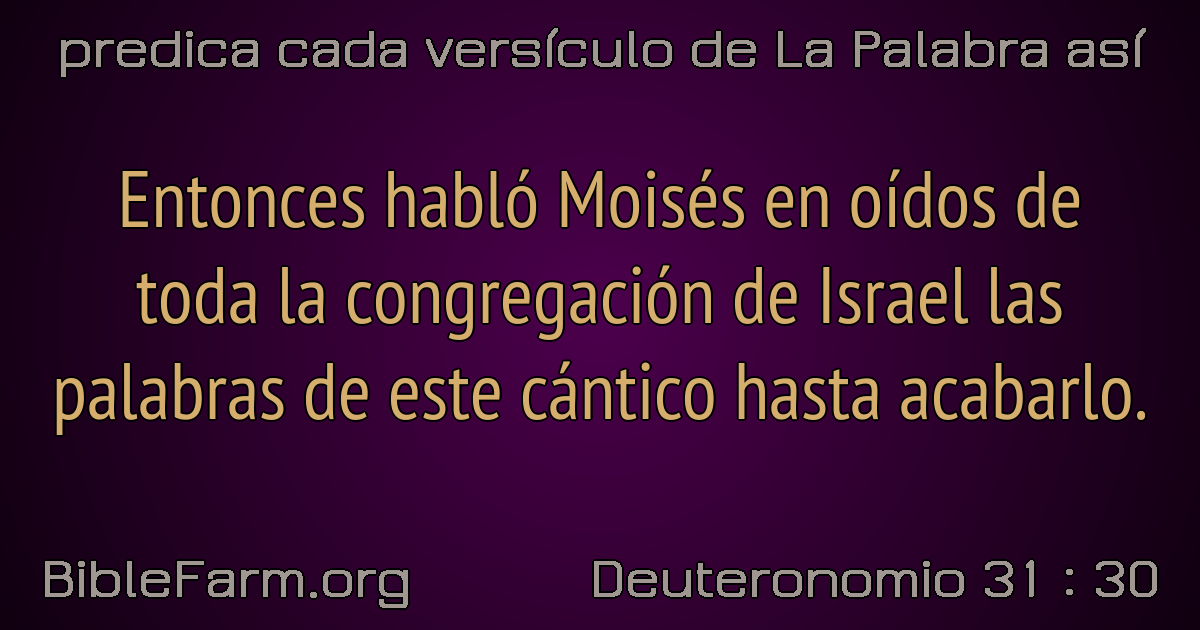 predica cada versículo de La Palabra así
Entonces habló Moisés en oídos de
toda la congregación de Israel las
palabras de este cántico hasta acabarlo.
BibleFarm.org
Deuteronomio 31 : 30